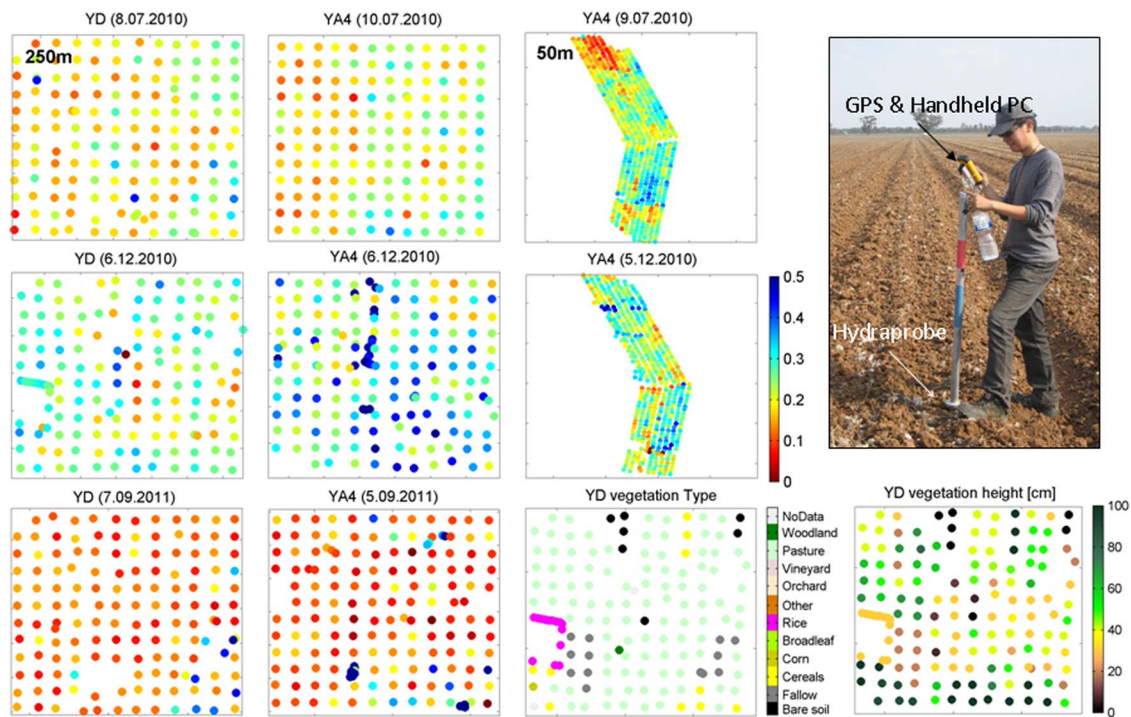 YD (8.07.2010)
YA4 (10.07.2010)
YA4 (9.07.2010)
250m
50m
GPS & Handheld PC
Hydraprobe
YD (6.12.2010)
YA4 (6.12.2010)
YA4 (5.12.2010)
0.5
0.4
0.3
0.2
0.1
0
YD (7.09.2011)
YA4 (5.09.2011)
YD vegetation Type
NoData
Woodland
Pasture
Vineyard
Orchard
Other
Rice
Broadleaf
Corn
Cereals
Fallow
Bare soil
YD vegetation height [cm]
100
80
60
40
20
0